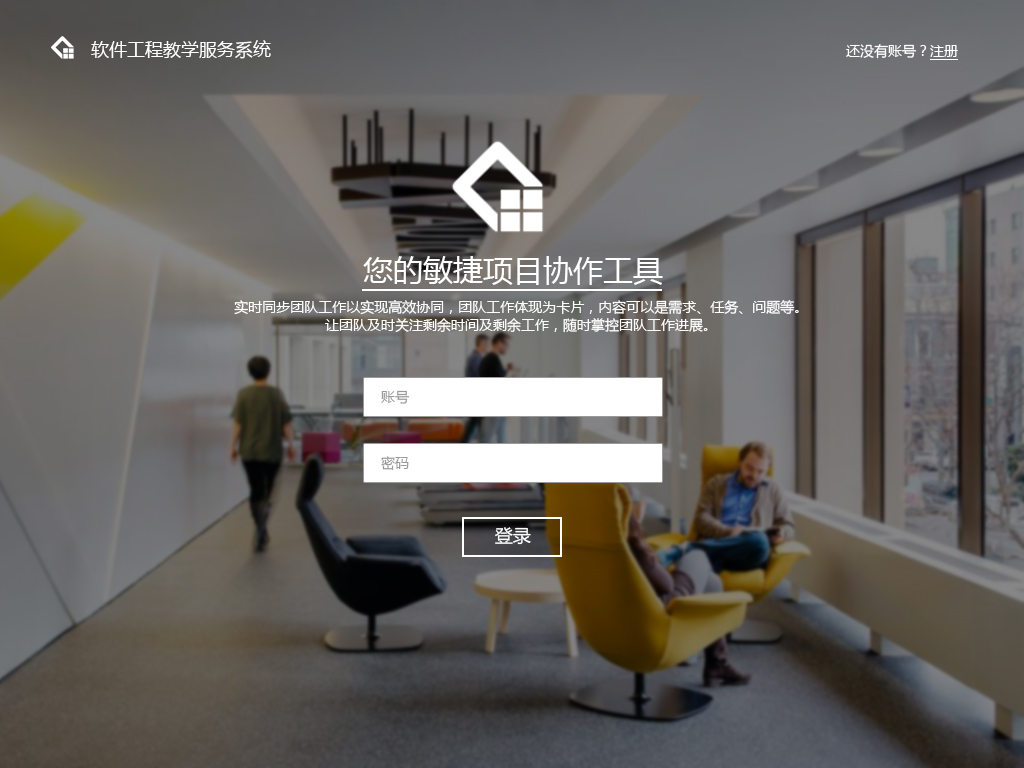 软件工程教学服务系统
还没有账号？注册
您的敏捷项目协作工具
实时同步团队工作以实现高效协同，团队工作体现为卡片，内容可以是需求、任务、问题等。
让团队及时关注剩余时间及剩余工作，随时掌控团队工作进展。
账号
密码
登录